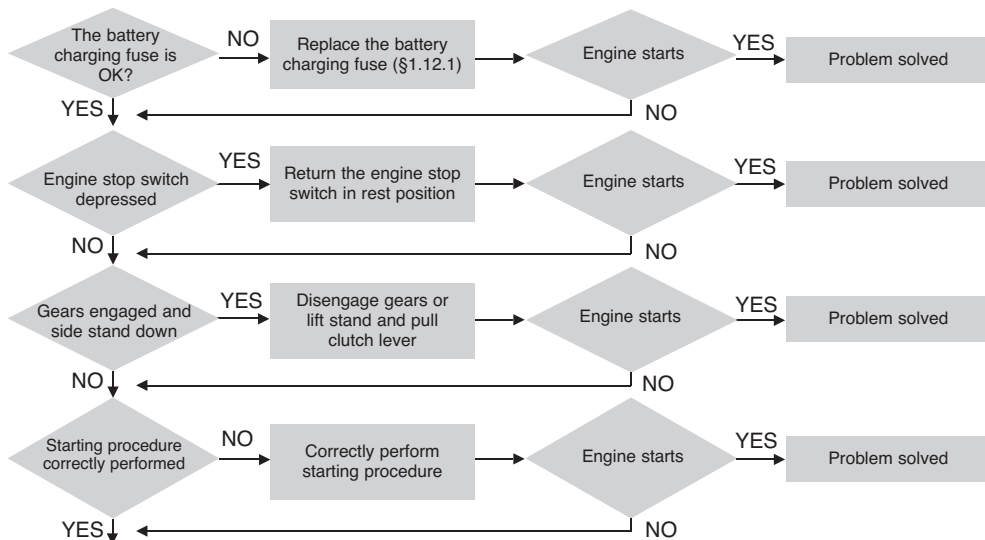 The battery
charging fuse is
OK?
NO
Replace the battery
charging fuse (§1.12.1)
Engine starts
YES
Problem solved
YES
NO
Engine stop switch
depressed
YES
Return the engine stop
switch in rest position
Engine starts
YES
Problem solved
NO
NO
Gears engaged and
side stand down
YES
Disengage gears or
lift stand and pull
clutch lever
Engine starts
YES
Problem solved
NO
NO
Starting procedure
correctly performed
NO
Correctly perform
starting procedure
Engine starts
YES
Problem solved
YES
NO